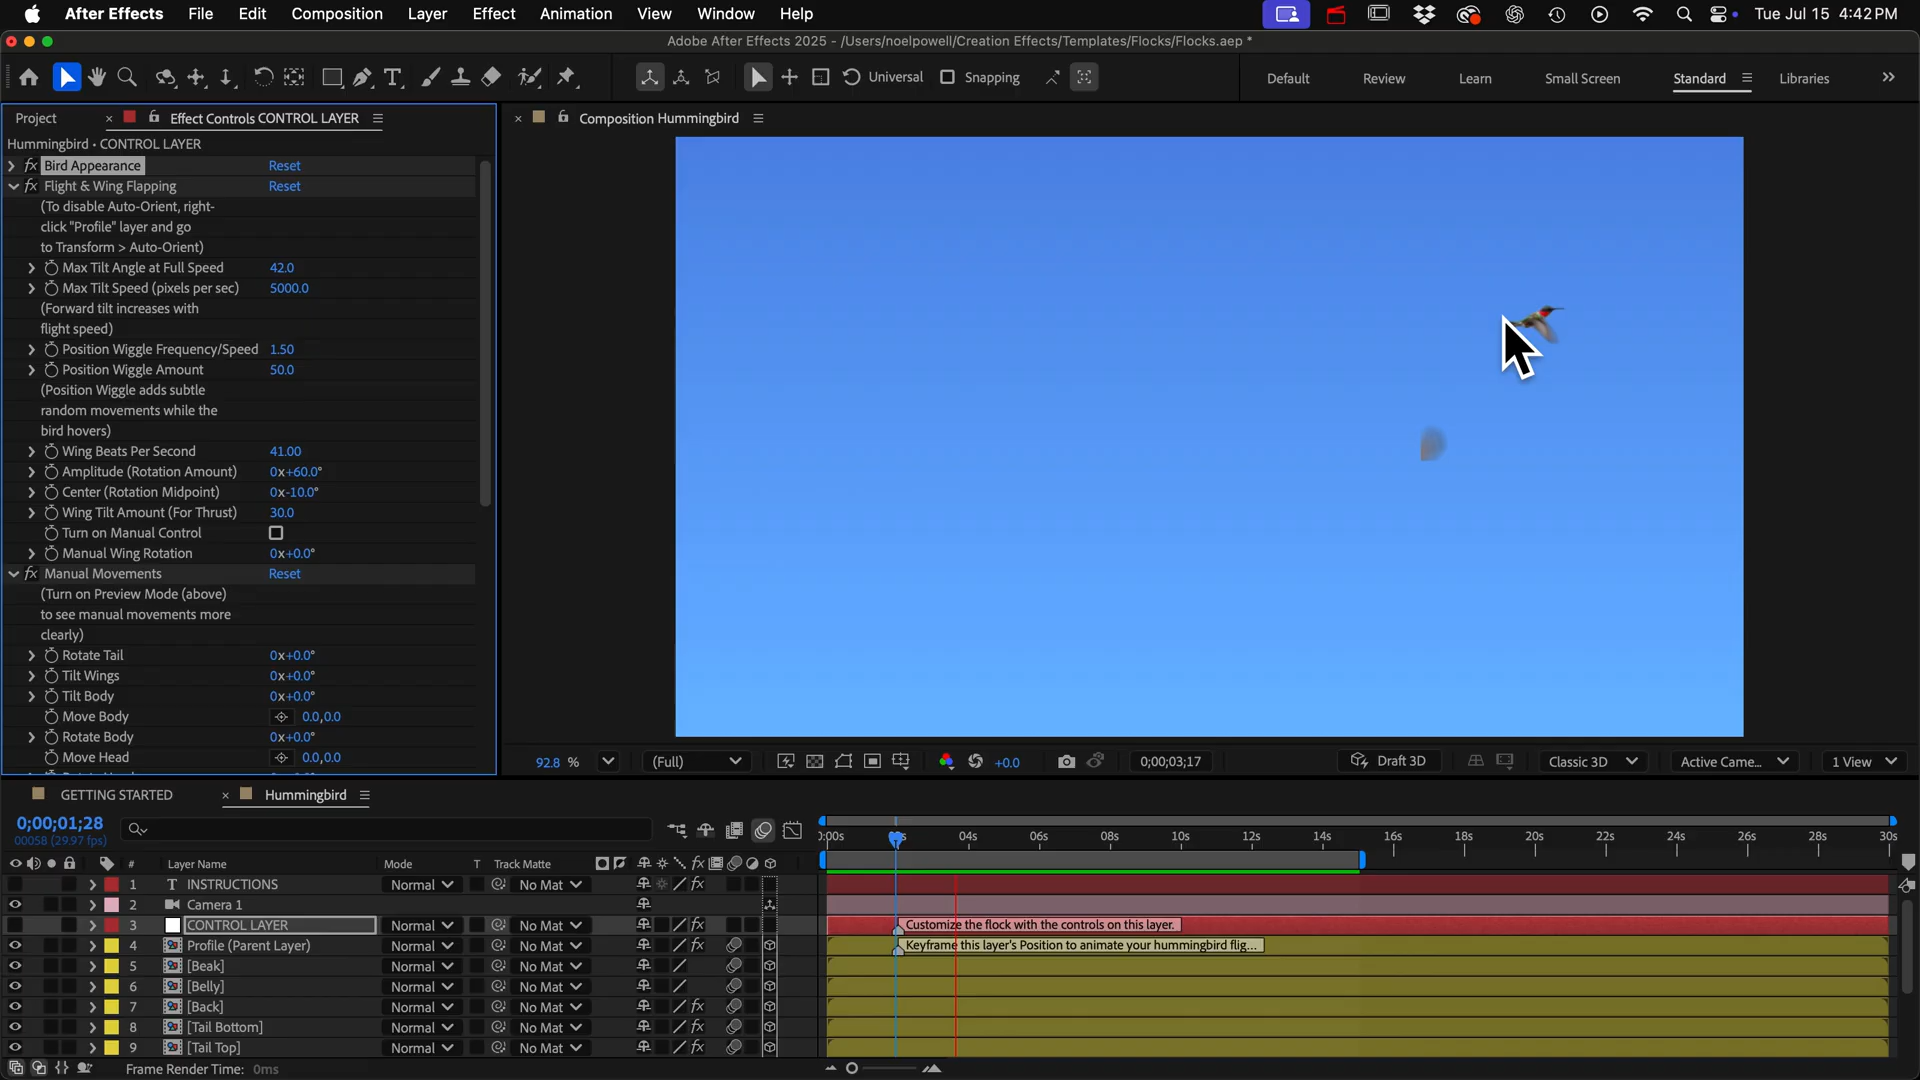 After Effects File Edit Composition Layer Effect Animation View Window Help Tue Jul 15 4:42 PM
Adobe After Effects 2025 - /Users/noelpowell/Creation Effects/Templates/Flocks/Flocks.aep *
Universal Snapping Default Review Learn Small Screen Standard Libraries
Project Effect Controls CONTROL LAYER
Composition Hummingbird
Hummingbird • CONTROL LAYER
fx Bird Appearance Reset
fx Flight & Wing Flapping Reset
(To disable Auto-Orient, right-
click "Profile" layer and go
to Transform > Auto-Orient)
Max Tilt Angle at Full Speed 42.0
Max Tilt Speed (pixels per sec) 5000.0
(Forward tilt increases with
flight speed)
Position Wiggle Frequency/Speed 1.50
Position Wiggle Amount 50.0
(Position Wiggle adds subtle
random movements while the
bird hovers)
Wing Beats Per Second 41.00
Amplitude (Rotation Amount) 0x+60.0°
Center (Rotation Midpoint) 0x-10.0°
Wing Tilt Amount (For Thrust) 30.0
Turn on Manual Control
Manual Wing Rotation 0x+0.0°
fx Manual Movements Reset
(Turn on Preview Mode (above)
to see manual movements more
clearly)
Rotate Tail 0x+0.0°
Tilt Wings 0x+0.0°
Tilt Body 0x+0.0°
Move Body 0.0,0.0
Rotate Body 0x+0.0°
Move Head 0.0,0.0
92.8 % (Full) +0.0 0;00;03;17 Draft 3D Classic 3D Active Came... 1 View
GETTING STARTED Hummingbird
0;00;01;28
00058 (29.97 fps)
0:00s 04s 06s 08s 10s 12s 14s 16s 18s 20s 22s 24s 26s 28s 30s
# Layer Name Mode T Track Matte fx
1 T INSTRUCTIONS Normal No Mat fx
2 Camera 1
3 CONTROL LAYER Normal No Mat fx Customize the flock with the controls on this layer.
4 Profile (Parent Layer) Normal No Mat Keyframe this layer's Position to animate your hummingbird flig...
5 [Beak] Normal No Mat
6 [Belly] Normal No Mat
7 [Back] Normal No Mat fx
8 [Tail Bottom] Normal No Mat fx
9 [Tail Top] Normal No Mat fx
Frame Render Time: 0ms